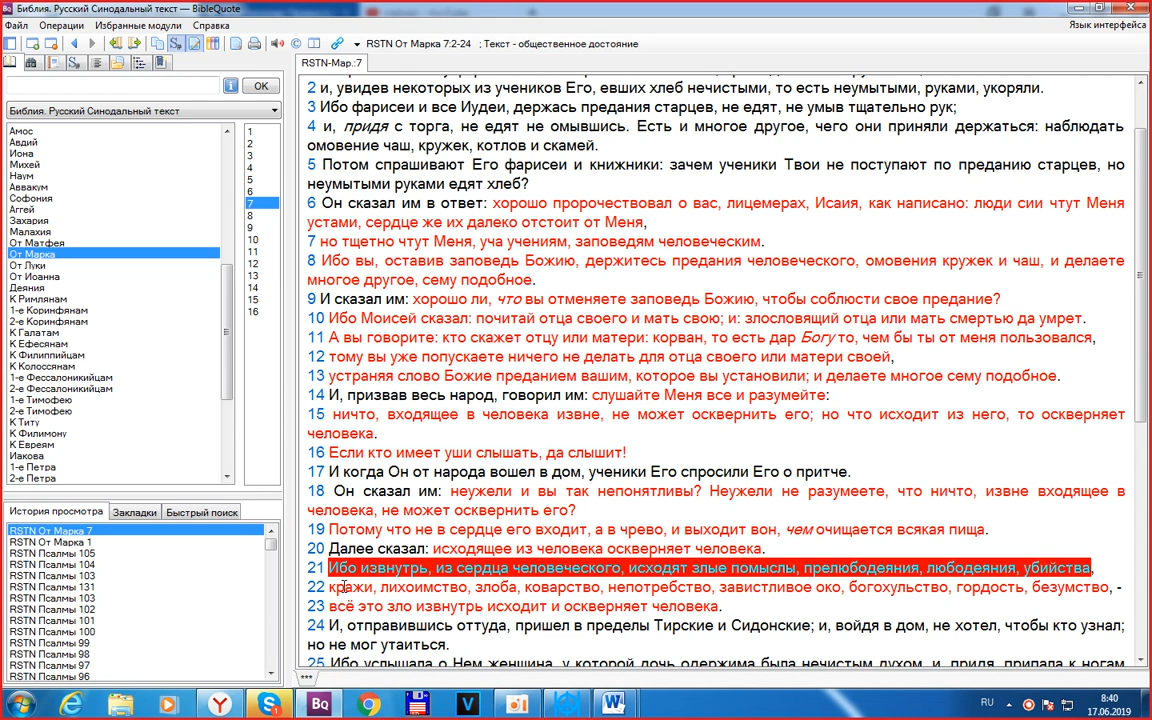 Библия. Русский Синодальный текст — BibleQuote
Файл Операции Избранные модули Справка
Язык интерфейса
RSTN От Марка 7:2-24 ; Текст - общественное достояние
RSTN-Мар.:7
OK
Библия. Русский Синодальный текст
Амос
Авдий
Иона
Михей
Наум
Аввакум
Софония
Аггей
Захария
Малахия
От Матфея
От Марка
От Луки
От Иоанна
Деяния
К Римлянам
1-е Коринфянам
2-е Коринфянам
К Галатам
К Ефесянам
К Филиппийцам
К Колоссянам
1-е Фессалоникийцам
2-е Фессалоникийцам
1-е Тимофею
2-е Тимофею
К Титу
К Филимону
К Евреям
Иакова
1-е Петра
2-е Петра
1
2
3
4
5
6
7
8
9
10
11
12
13
14
15
16
История просмотра Закладки Быстрый поиск
RSTN От Марка 7
RSTN От Марка 1
RSTN Псалмы 105
RSTN Псалмы 104
RSTN Псалмы 103
RSTN Псалмы 131
RSTN Псалмы 103
RSTN Псалмы 102
RSTN Псалмы 101
RSTN Псалмы 100
RSTN Псалмы 99
RSTN Псалмы 98
RSTN Псалмы 97
RSTN Псалмы 96
2 и, увидев некоторых из учеников Его, евших хлеб нечистыми, то есть неумытыми, руками, укоряли.
3 Ибо фарисеи и все Иудеи, держась предания старцев, не едят, не умыв тщательно рук;
4 и, придя с торга, не едят не омывшись. Есть и многое другое, чего они приняли держаться: наблюдать
омовение чаш, кружек, котлов и скамей.
5 Потом спрашивают Его фарисеи и книжники: зачем ученики Твои не поступают по преданию старцев, но
неумытыми руками едят хлеб?
6 Он сказал им в ответ: хорошо пророчествовал о вас, лицемерах, Исаия, как написано: люди сии чтут Меня
устами, сердце же их далеко отстоит от Меня,
7 но тщетно чтут Меня, уча учениям, заповедям человеческим.
8 Ибо вы, оставив заповедь Божию, держитесь предания человеческого, омовения кружек и чаш, и делаете
многое другое, сему подобное.
9 И сказал им: хорошо ли, что вы отменяете заповедь Божию, чтобы соблюсти свое предание?
10 Ибо Моисей сказал: почитай отца своего и мать свою; и: злословящий отца или мать смертью да умрет.
11 А вы говорите: кто скажет отцу или матери: корван, то есть дар Богу то, чем бы ты от меня пользовался,
12 тому вы уже попускаете ничего не делать для отца своего или матери своей,
13 устраняя слово Божие преданием вашим, которое вы установили; и делаете многое сему подобное.
14 И, призвав весь народ, говорил им: слушайте Меня все и разумейте:
15 ничто, входящее в человека извне, не может осквернить его; но что исходит из него, то оскверняет
человека.
16 Если кто имеет уши слышать, да слышит!
17 И когда Он от народа вошел в дом, ученики Его спросили Его о притче.
18 Он сказал им: неужели и вы так непонятливы? Неужели не разумеете, что ничто, извне входящее в
человека, не может осквернить его?
19 Потому что не в сердце его входит, а в чрево, и выходит вон, чем очищается всякая пища.
20 Далее сказал: исходящее из человека оскверняет человека.
21 Ибо извнутрь, из сердца человеческого, исходят злые помыслы, прелюбодеяния, любодеяния, убийства,
22 кражи, лихоимство, злоба, коварство, непотребство, завистливое око, богохульство, гордость, безумство, -
23 всё это зло извнутрь исходит и оскверняет человека.
24 И, отправившись оттуда, пришел в пределы Тирские и Сидонские; и, войдя в дом, не хотел, чтобы кто узнал;
но не мог утаиться.
25 Ибо услышала о Нем женщина, у которой дочь одержима была нечистым духом, и, придя, припала к ногам
RU
8:40
17.06.2019